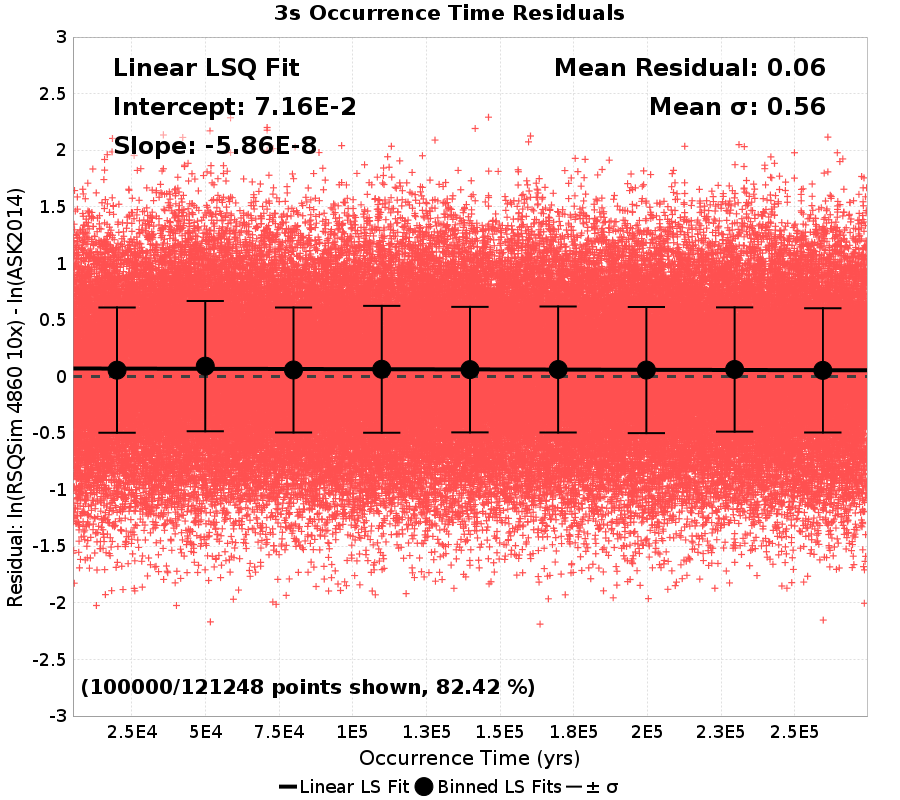 3s Occurrence Time Residuals
Linear LSQ Fit
Intercept: 7.16E-2
Slope: -5.86E-8
Mean Residual: 0.06
Mean σ: 0.56
Residual: ln(RSQSim 4860 10x) - ln(ASK2014)
3
2.5
2
1.5
1
0.5
0
-0.5
-1
-1.5
-2
-2.5
-3
(100000/121248 points shown, 82.42 %)
2.5E4 5E4 7.5E4 1E5 1.3E5 1.5E5 1.8E5 2E5 2.3E5 2.5E5
Occurrence Time (yrs)
Linear LS Fit Binned LS Fits ± σ